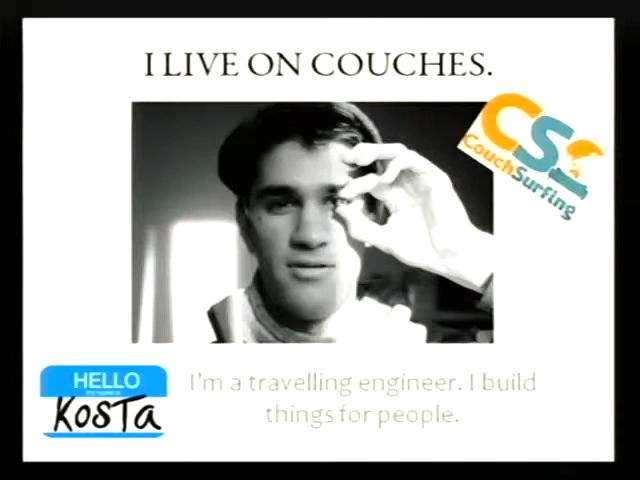 I LIVE ON COUCHES.
CS
CouchSurfing
HELLO
KOSTA
I'm a travelling engineer. I build
things for people.